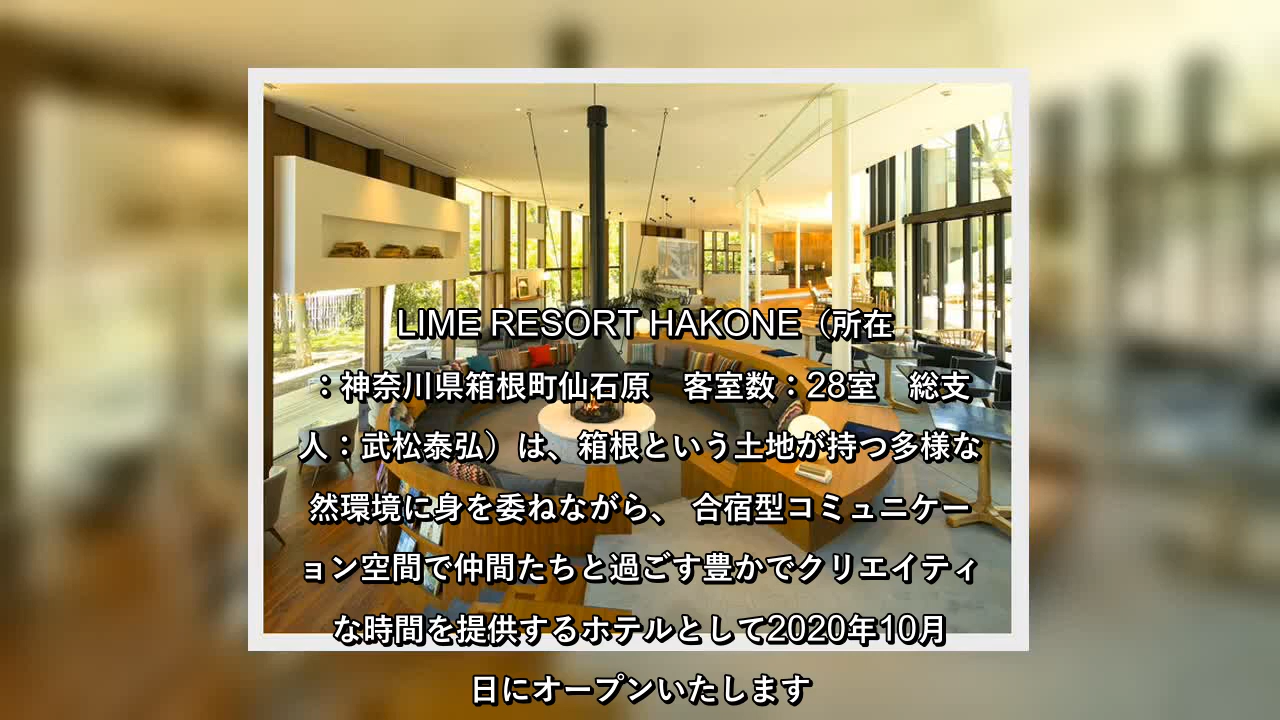 LIME RESORT HAKONE（所在
：神奈川県箱根町仙石原　客室数：28室　総支
人：武松泰弘）は、箱根という土地が持つ多様な
然環境に身を委ねながら、 合宿型コミュニケー
ョン空間で仲間たちと過ごす豊かでクリエイティ
な時間を提供するホテルとして2020年10月
日にオープンいたします